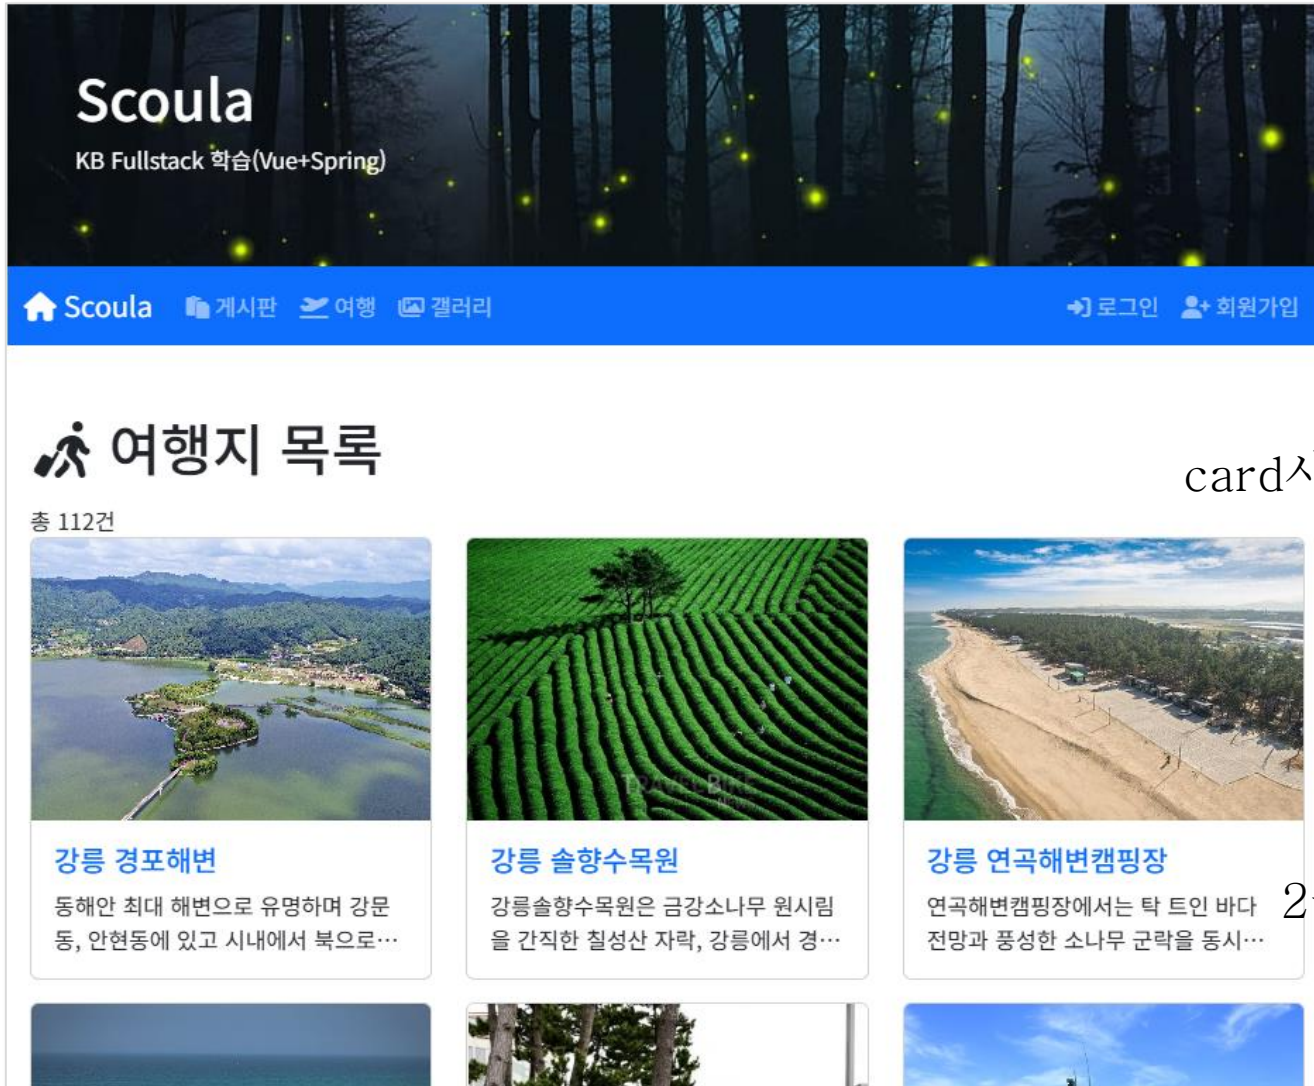 Scoula
KB Fullstack 학습(Vue+Spring)
Scoula 게시판 여행 갤러리 로그인 회원가입
여행지 목록
card
총 112건
TRAVEL BIKE
NEWS
강릉 경포해변
동해안 최대 해변으로 유명하며 강문
동, 안현동에 있고 시내에서 북으로…
강릉 솔향수목원
강릉솔향수목원은 금강소나무 원시림
을 간직한 칠성산 자락, 강릉에서 경…
강릉 연곡해변캠핑장
연곡해변캠핑장에서는 탁 트인 바다
전망과 풍성한 소나무 군락을 동시…
2